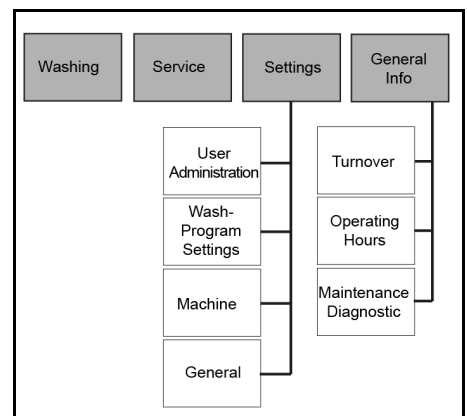 Washing
Service
Settings
General
Info
User
Administration
Wash-
Program
Settings
Machine
General
Turnover
Operating
Hours
Maintenance
Diagnostic